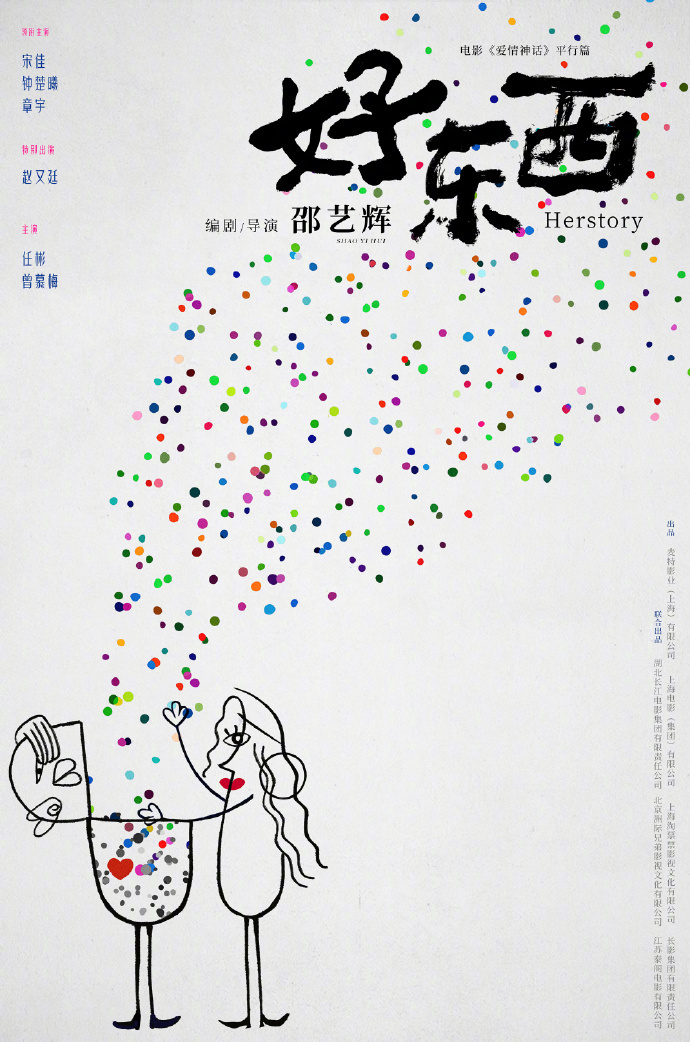 领衔主演
宋佳
钟楚曦
章宇
特别出演
赵又廷
主演
任彬
曾慕梅
电影《爱情神话》平行篇
好东西
Herstory
编剧/导演 邵艺辉
SHAO YI HUI
出品
麦特影业(上海)有限公司 上海电影(集团)有限公司 上海淘票票影视文化有限公司 长影集团有限责任公司
联合出品
湖北长江电影集团有限责任公司 北京洲际兄弟影视文化有限公司 江苏泰闻电影有限公司